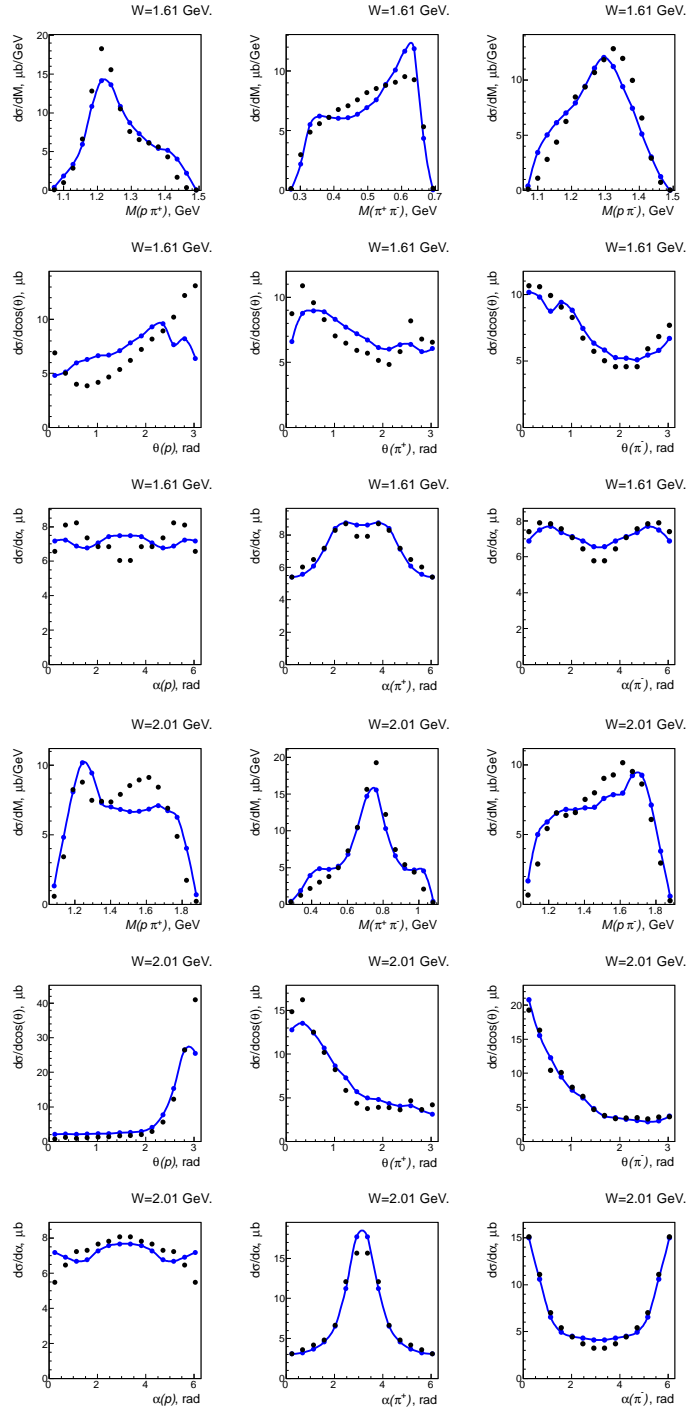 W=1.61 GeV.
dσ/dM, μb/GeV
20
15
10
5
0
1.1 1.2 1.3 1.4 1.5
M(p π⁺), GeV
W=1.61 GeV.
dσ/dM, μb/GeV
10
5
0
0.3 0.4 0.5 0.6 0.7
M(π⁺ π⁻), GeV
W=1.61 GeV.
dσ/dM, μb/GeV
10
5
0
1.1 1.2 1.3 1.4 1.5
M(p π⁻), GeV
W=1.61 GeV.
dσ/dcos(θ), μb
10
5
0
0 1 2 3
θ(p), rad
W=1.61 GeV.
dσ/dcos(θ), μb
10
5
0
0 1 2 3
θ(π⁺), rad
W=1.61 GeV.
dσ/dcos(θ), μb
10
5
0
0 1 2 3
θ(π⁻), rad
W=1.61 GeV.
dσ/dα, μb
8
6
4
2
0
0 2 4 6
α(p), rad
W=1.61 GeV.
dσ/dα, μb
8
6
4
2
0
0 2 4 6
α(π⁺), rad
W=1.61 GeV.
dσ/dα, μb
8
6
4
2
0
0 2 4 6
α(π⁻), rad
W=2.01 GeV.
dσ/dM, μb/GeV
10
5
0
1.2 1.4 1.6 1.8
M(p π⁺), GeV
W=2.01 GeV.
dσ/dM, μb/GeV
20
15
10
5
0
0.4 0.6 0.8 1
M(π⁺ π⁻), GeV
W=2.01 GeV.
dσ/dM, μb/GeV
10
5
0
1.2 1.4 1.6 1.8
M(p π⁻), GeV
W=2.01 GeV.
dσ/dcos(θ), μb
40
30
20
10
0
0 1 2 3
θ(p), rad
W=2.01 GeV.
dσ/dcos(θ), μb
15
10
5
0
0 1 2 3
θ(π⁺), rad
W=2.01 GeV.
dσ/dcos(θ), μb
20
15
10
5
0
0 1 2 3
θ(π⁻), rad
W=2.01 GeV.
dσ/dα, μb
8
6
4
2
0
0 2 4 6
α(p), rad
W=2.01 GeV.
dσ/dα, μb
15
10
5
0
0 2 4 6
α(π⁺), rad
W=2.01 GeV.
dσ/dα, μb
15
10
5
0
0 2 4 6
α(π⁻), rad